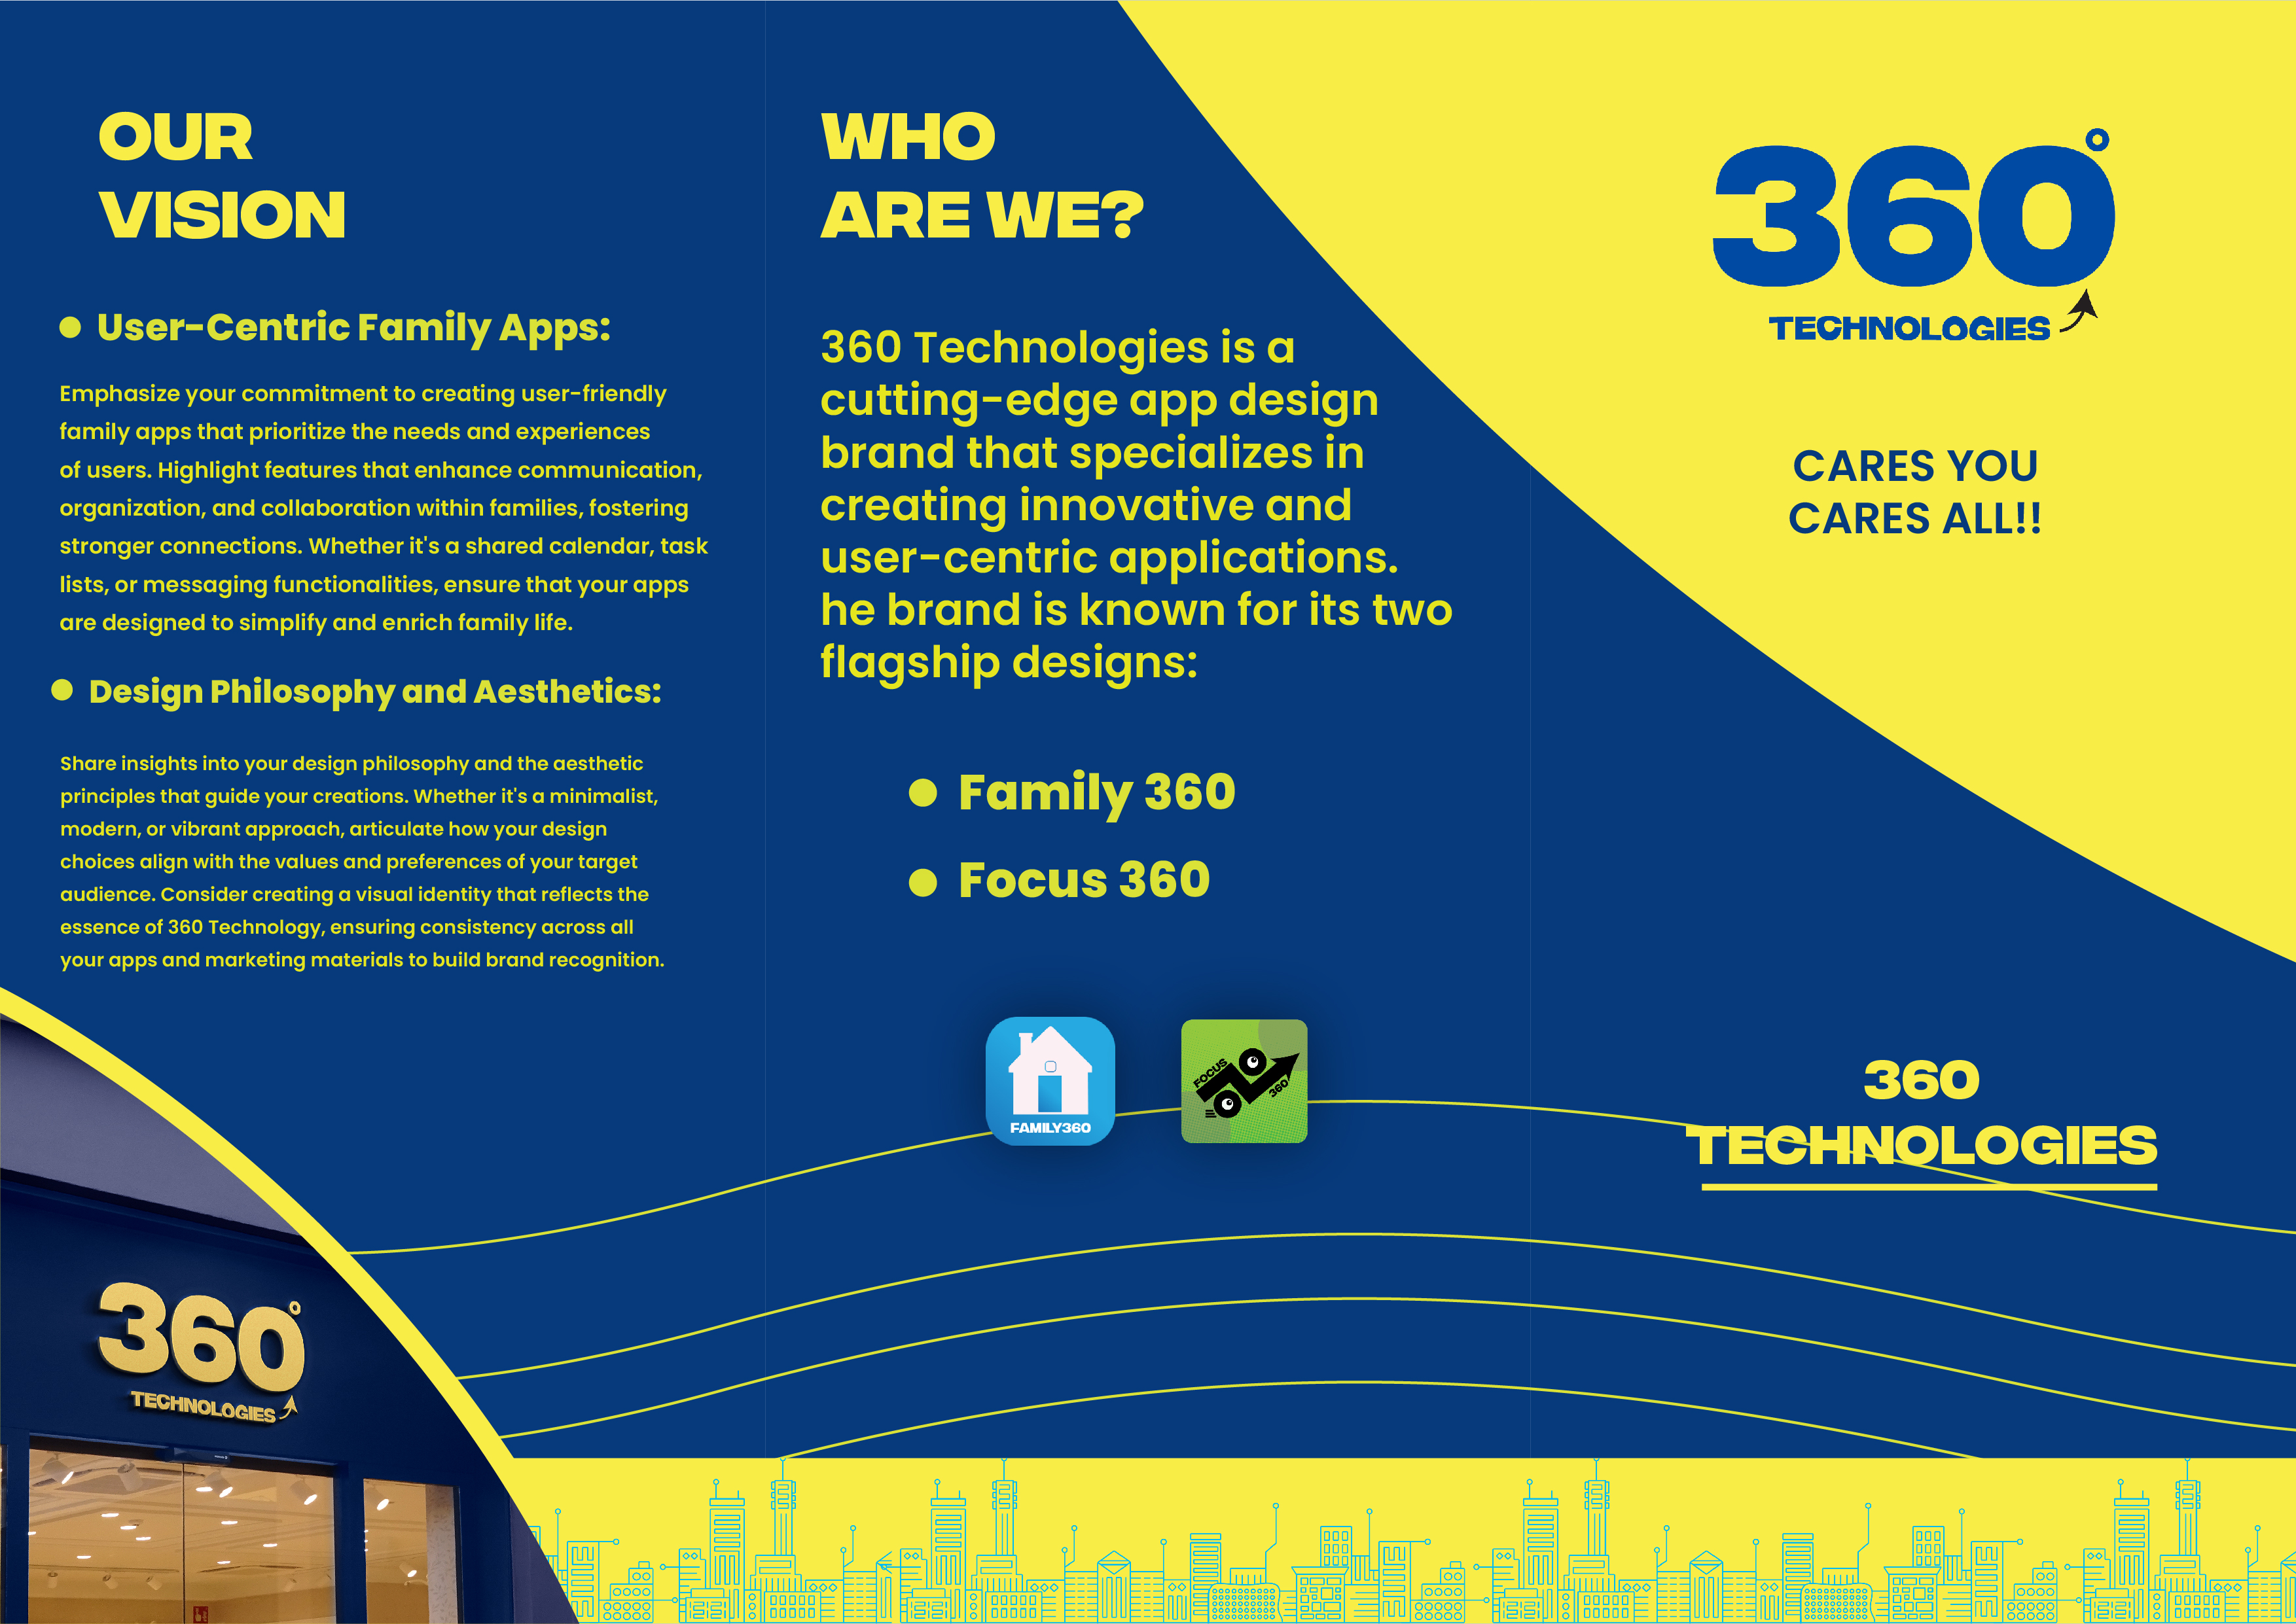 OUR
VISION
User-Centric Family Apps:
Emphasize your commitment to creating user-friendly
family apps that prioritize the needs and experiences
of users. Highlight features that enhance communication,
organization, and collaboration within families, fostering
stronger connections. Whether it's a shared calendar, task
lists, or messaging functionalities, ensure that your apps
are designed to simplify and enrich family life.
Design Philosophy and Aesthetics:
Share insights into your design philosophy and the aesthetic
principles that guide your creations. Whether it's a minimalist,
modern, or vibrant approach, articulate how your design
choices align with the values and preferences of your target
audience. Consider creating a visual identity that reflects the
essence of 360 Technology, ensuring consistency across all
your apps and marketing materials to build brand recognition.
360°
TECHNOLOGIES
WHO
ARE WE?
360 Technologies is a
cutting-edge app design
brand that specializes in
creating innovative and
user-centric applications.
he brand is known for its two
flagship designs:
Family 360
Focus 360
FAMILY360
FOCUS
360
360°
TECHNOLOGIES
CARES YOU
CARES ALL!!
360
TECHNOLOGIES